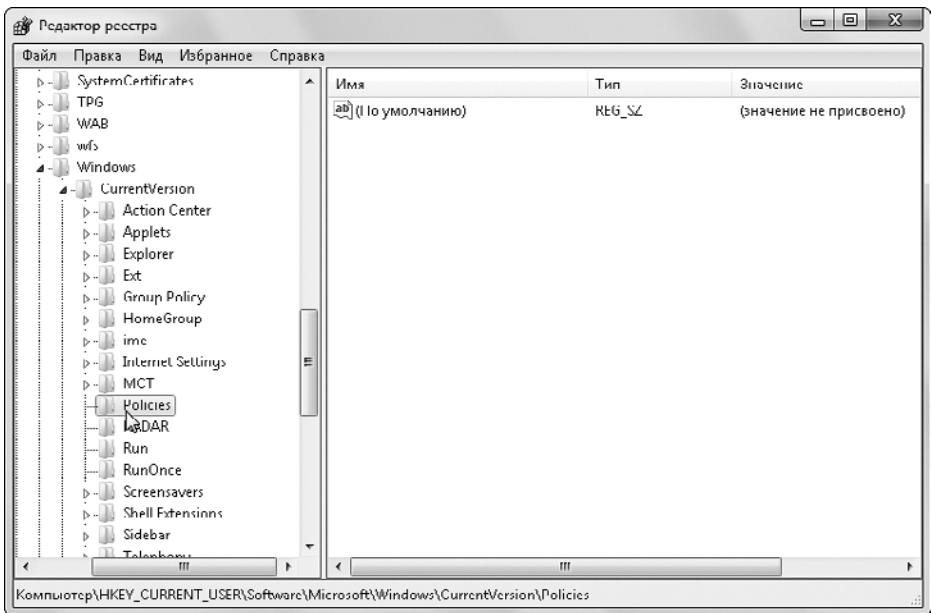 Редактор реестра
Файл Правка Вид Избранное Справка
SystemCertificates
TPG
WAB
wfs
Windows
CurrentVersion
Action Center
Applets
Explorer
Ext
Group Policy
HomeGroup
ime
Internet Settings
MCT
Policies
RADAR
Run
RunOnce
Screensavers
Shell Extensions
Sidebar
Telephony
Имя Тип Значение
ab (По умолчанию) REG_SZ (значение не присвоено)
Компьютер\HKEY_CURRENT_USER\Software\Microsoft\Windows\CurrentVersion\Policies